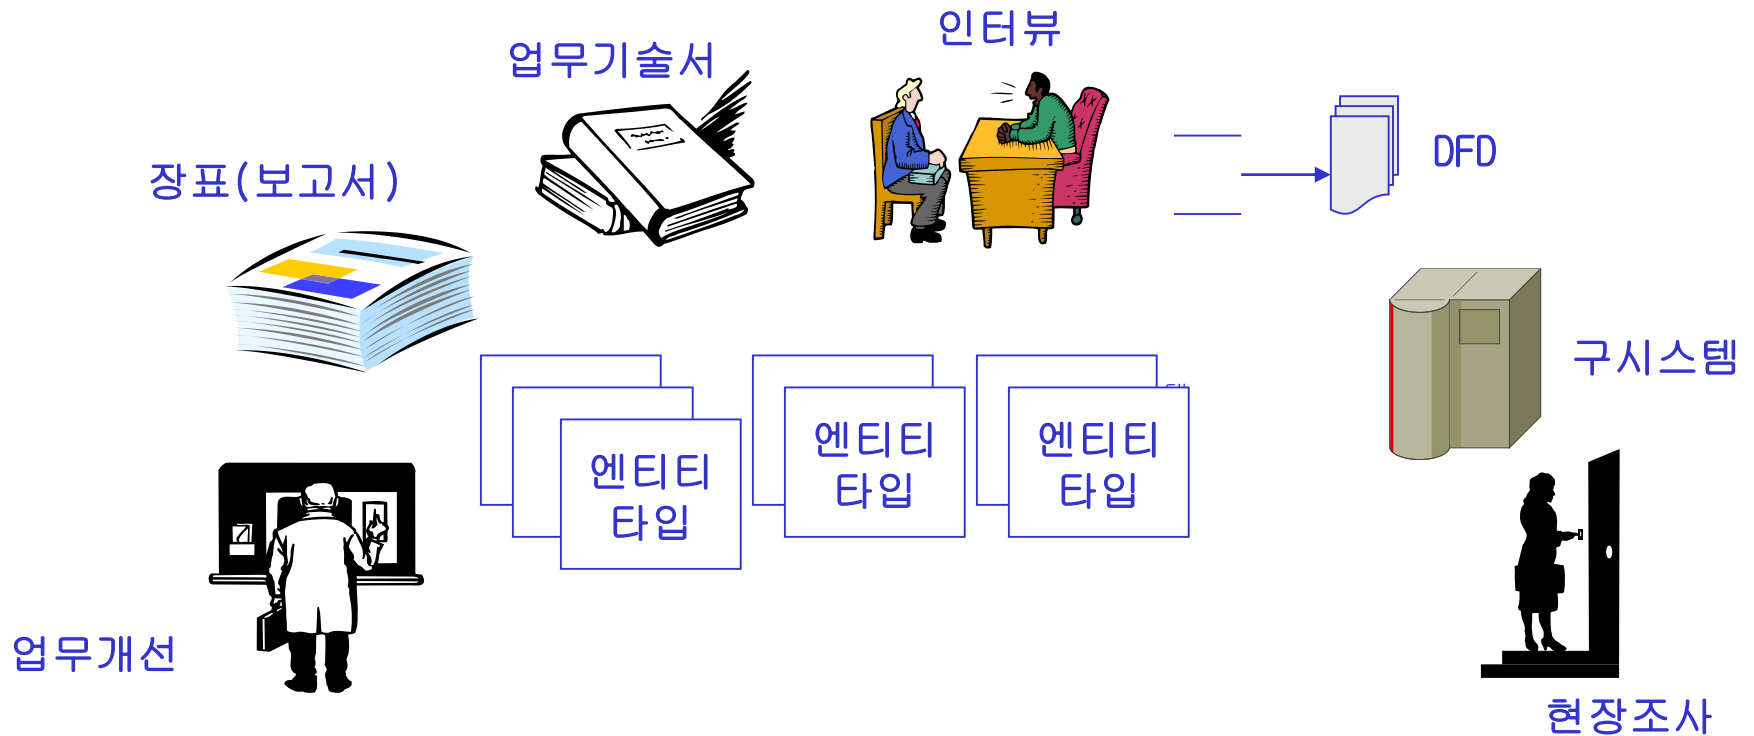 인터뷰
업무기술서
DFD
장표(보고서)
구시스템
엔티티
타입
엔티티
타입
엔티티
타입
업무개선
현장조사